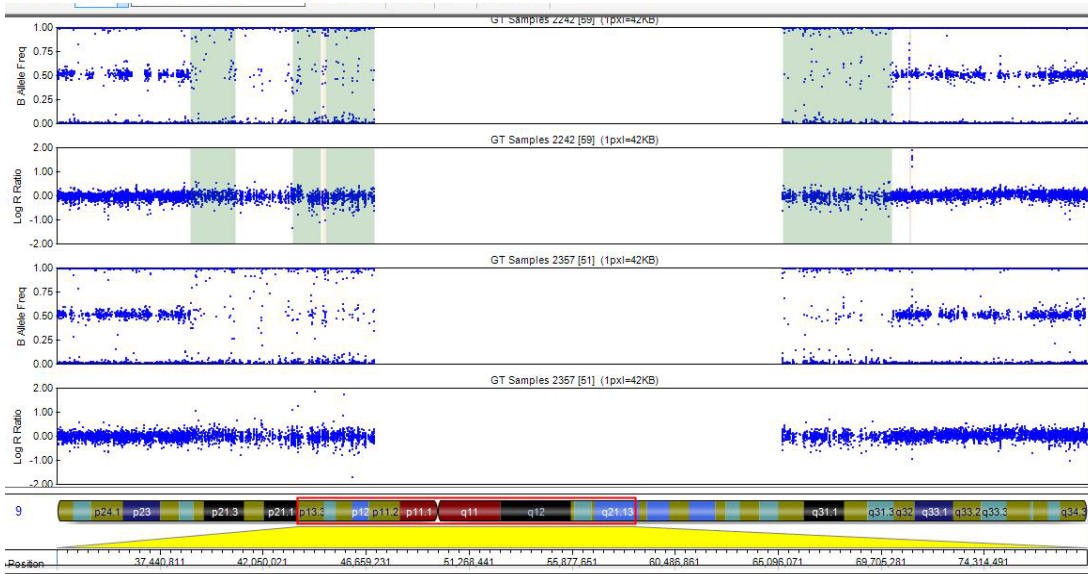 GT Samples 2242 [59] (1pxl=42KB)
B Allele Freq
1.00
0.75
0.50
0.25
0.00
GT Samples 2242 [59] (1pxl=42KB)
Log R Ratio
2.00
1.00
0.00
-1.00
-2.00
GT Samples 2357 [51] (1pxl=42KB)
B Allele Freq
1.00
0.75
0.50
0.25
0.00
GT Samples 2357 [51] (1pxl=42KB)
Log R Ratio
2.00
1.00
0.00
-1.00
-2.00
9 p24.1 p23 p21.3 p21.1 p13.3 p12 p11.2 p11.1 q11 q12 q21.13 q31.1 q31.3 q32 q33.1 q33.2 q33.3 q34.3
Position 37,440,811 42,050,021 46,659,231 51,268,441 55,877,651 60,486,861 65,096,071 69,705,281 74,314,491